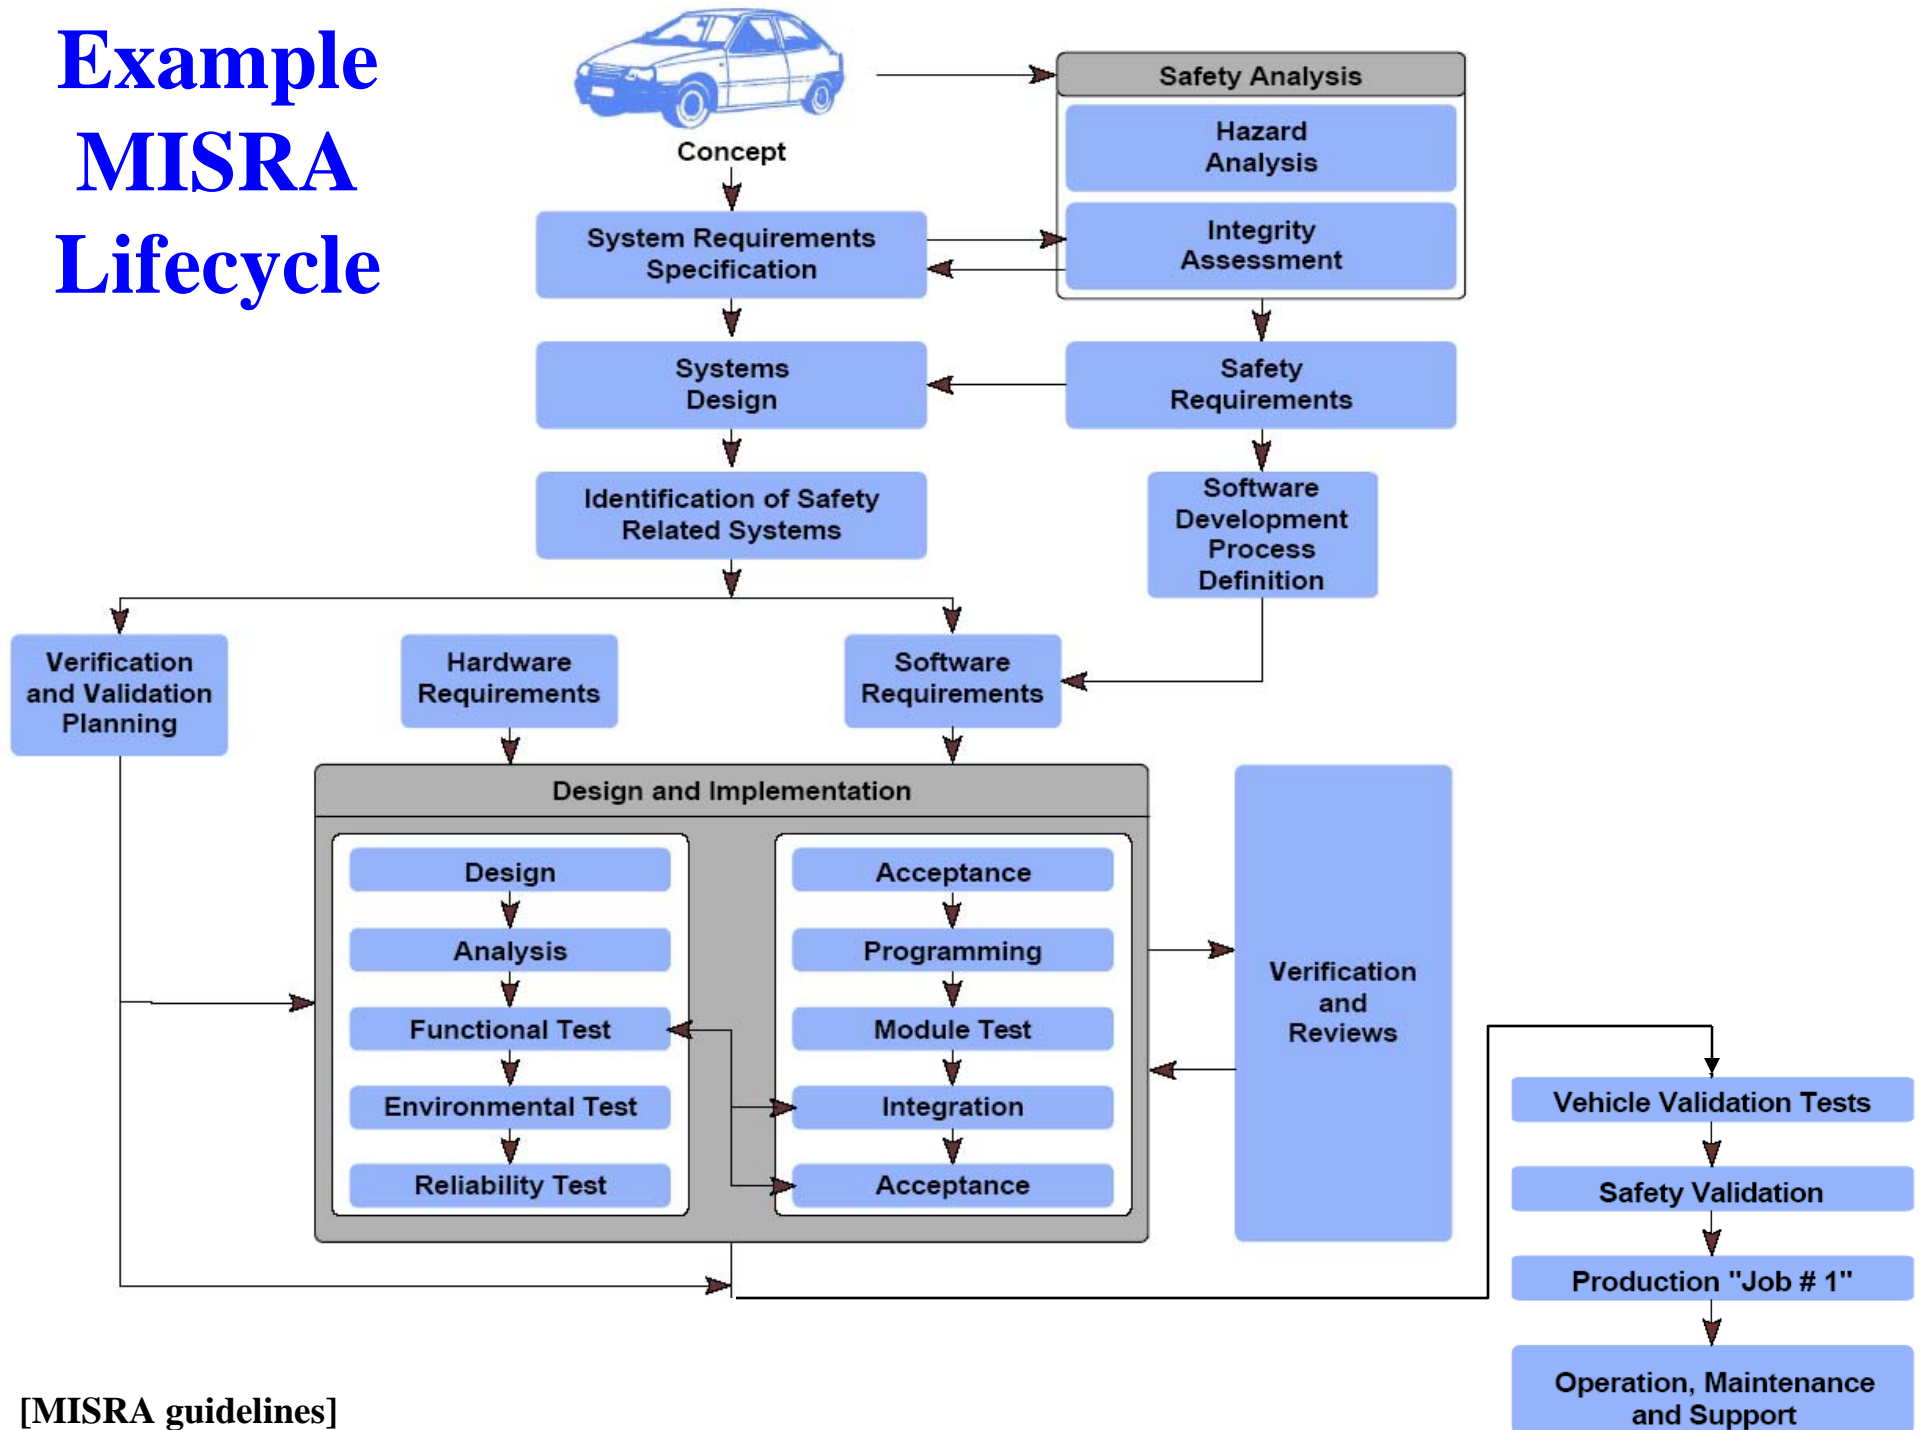 Example
MISRA
Lifecycle
Concept
Safety Analysis
Hazard
Analysis
Integrity
Assessment
System Requirements
Specification
Systems
Design
Safety
Requirements
Identification of Safety
Related Systems
Software
Development
Process
Definition
Verification
and Validation
Planning
Hardware
Requirements
Software
Requirements
Design and Implementation
Design
Analysis
Functional Test
Environmental Test
Reliability Test
Acceptance
Programming
Module Test
Integration
Acceptance
Verification
and
Reviews
Vehicle Validation Tests
Safety Validation
Production "Job # 1"
Operation, Maintenance
and Support
[MISRA guidelines]